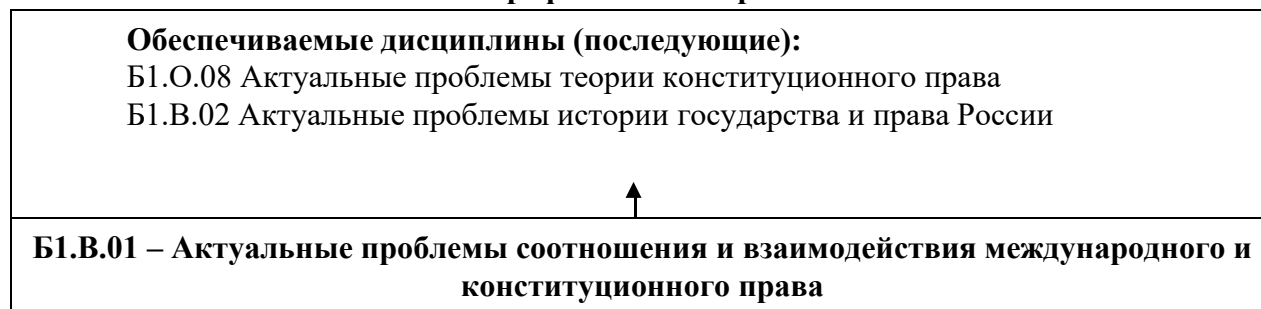 Обеспечиваемые дисциплины (последующие):
Б1.О.08 Актуальные проблемы теории конституционного права
Б1.В.02 Актуальные проблемы истории государства и права России
Б1.В.01 – Актуальные проблемы соотношения и взаимодействия международного и
конституционного права